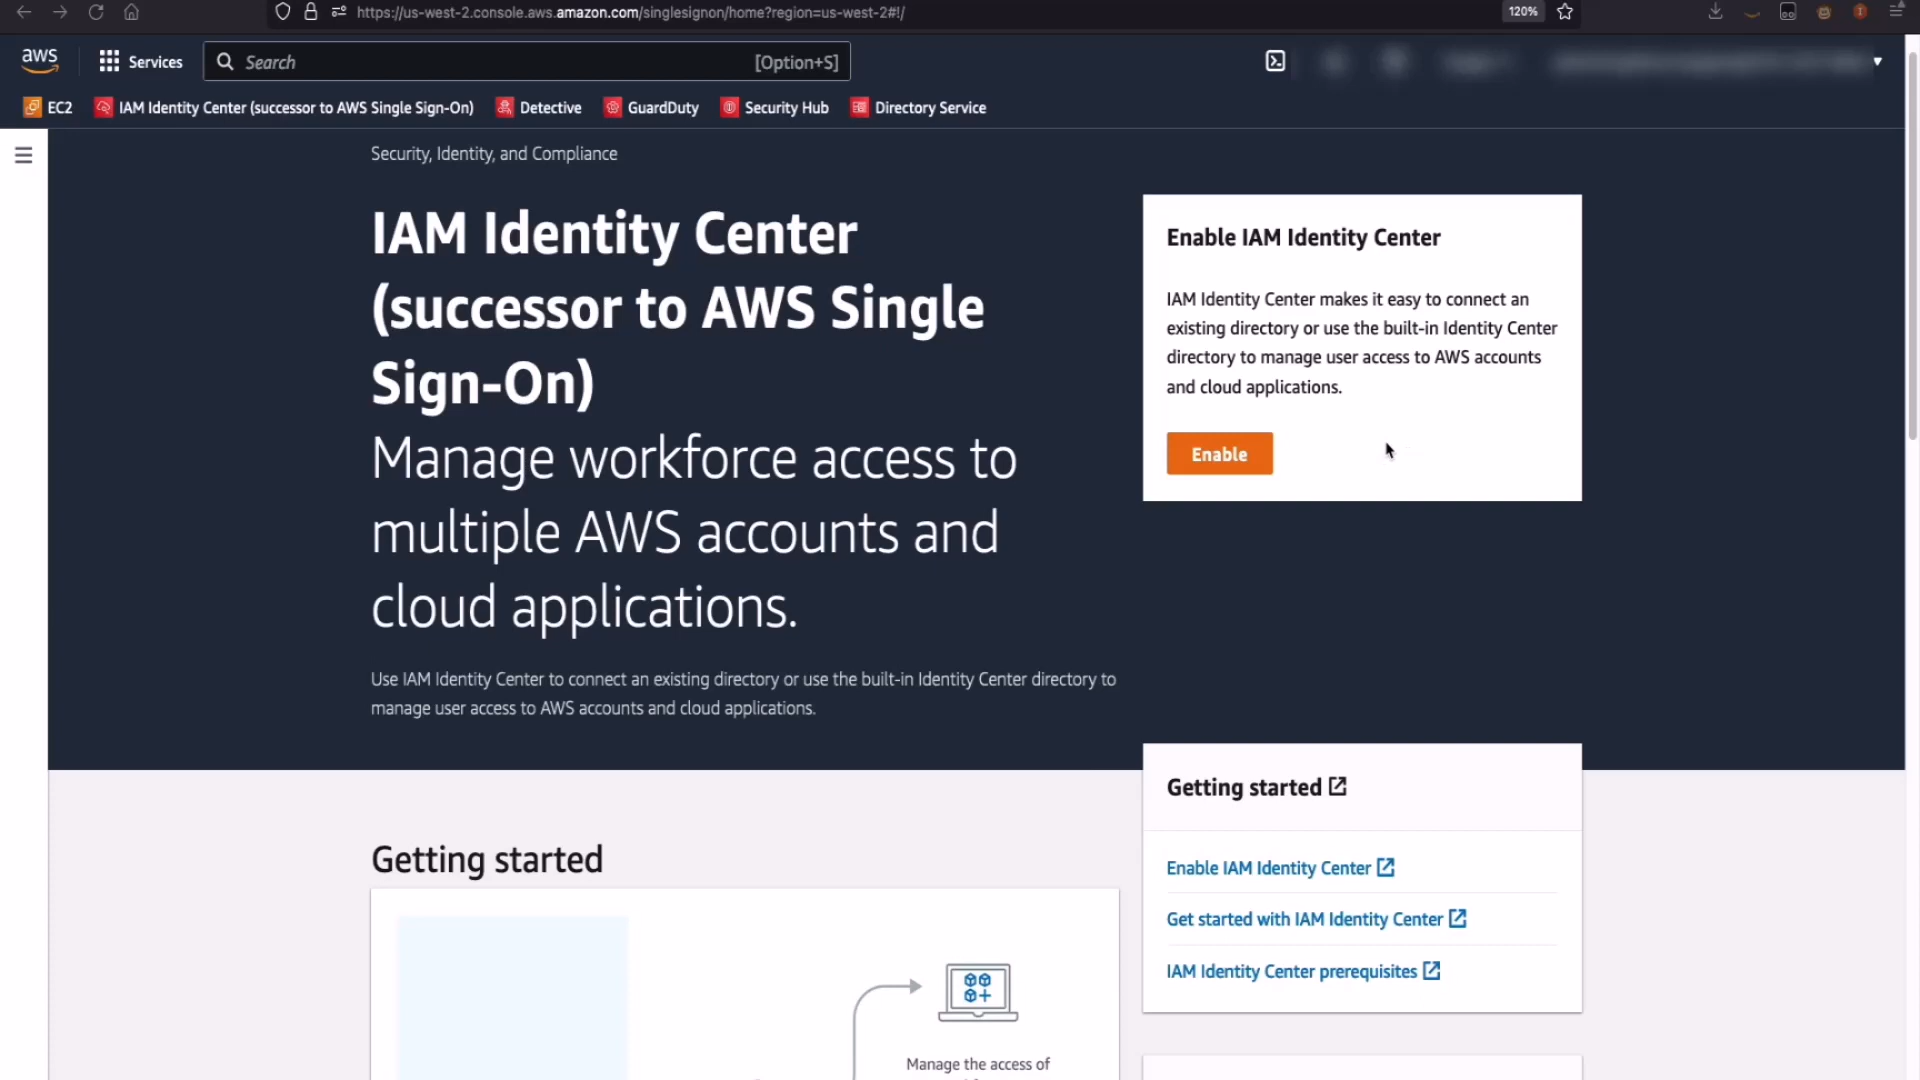 https://us-west-2.console.aws.amazon.com/singlesignon/home?region=us-west-2#!/
120%
aws
Services
Search
[Option+S]
EC2
IAM Identity Center (successor to AWS Single Sign-On)
Detective
GuardDuty
Security Hub
Directory Service
Security, Identity, and Compliance
IAM Identity Center
(successor to AWS Single
Sign-On)
Manage workforce access to
multiple AWS accounts and
cloud applications.
Use IAM Identity Center to connect an existing directory or use the built-in Identity Center directory to
manage user access to AWS accounts and cloud applications.
Enable IAM Identity Center
IAM Identity Center makes it easy to connect an
existing directory or use the built-in Identity Center
directory to manage user access to AWS accounts
and cloud applications.
Enable
Getting started
Enable IAM Identity Center
Get started with IAM Identity Center
IAM Identity Center prerequisites
Getting started
Manage the access of